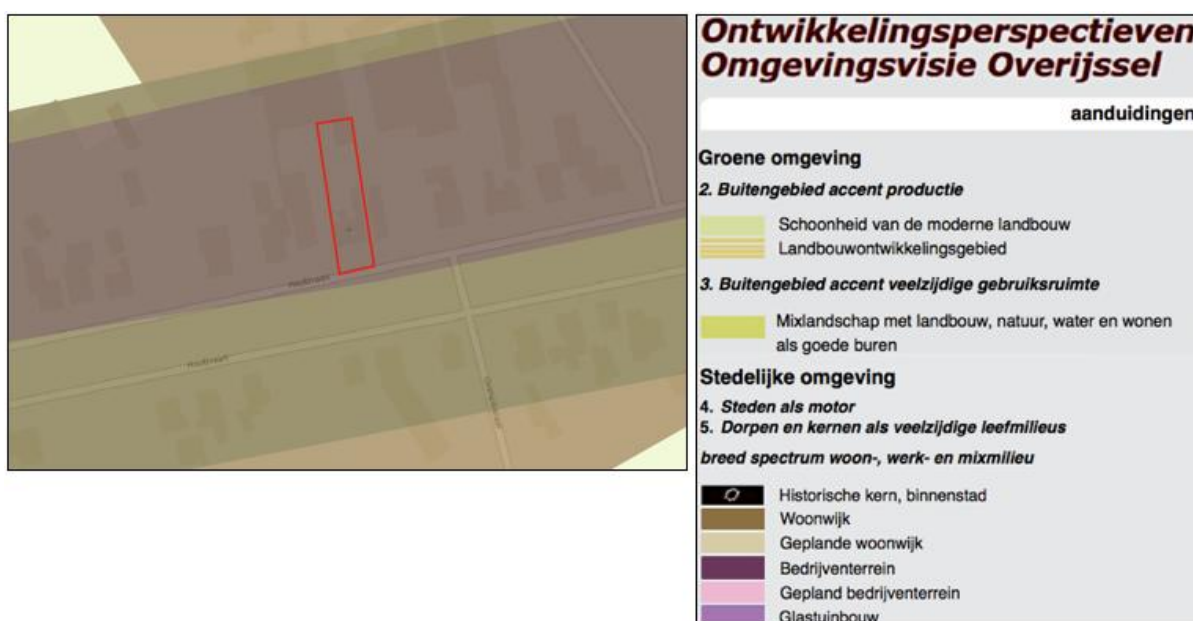 Houtvaart
Houtvaart
Ontwikkelingsperspectieven
Omgevingsvisie Overijssel
aanduidingen
Groene omgeving
2. Buitengebied accent productie
Schoonheid van de moderne landbouw
Landbouwontwikkelingsgebied
3. Buitengebied accent veelzijdige gebruiksruimte
Mixlandschap met landbouw, natuur, water en wonen
als goede buren
Stedelijke omgeving
4. Steden als motor
5. Dorpen en kernen als veelzijdige leefmilieus
breed spectrum woon-, werk- en mixmilieu
Historische kern, binnenstad
Woonwijk
Geplande woonwijk
Bedrijventerrein
Gepland bedrijventerrein
Glastuinbouw